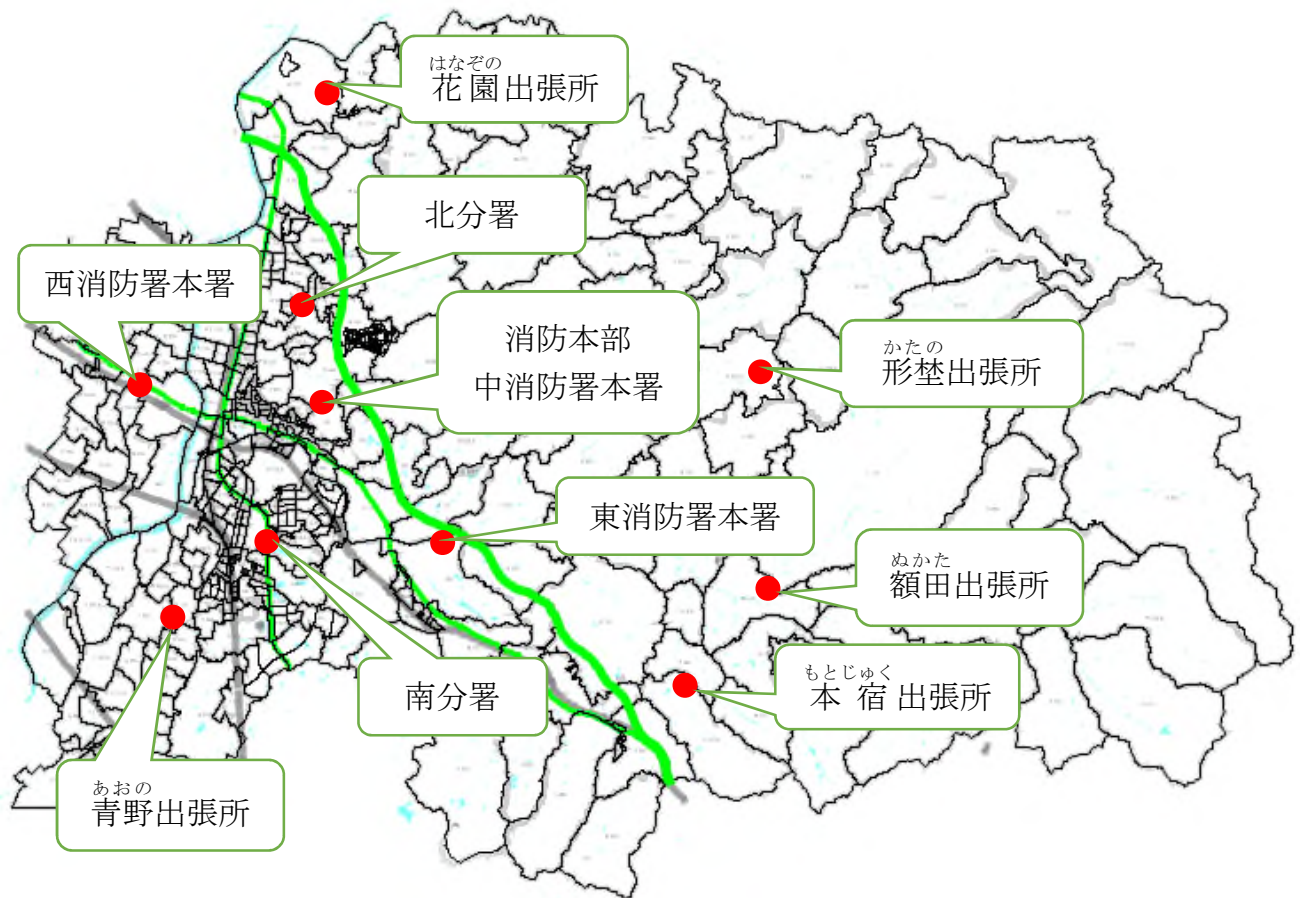 はなぞの
花園出張所
北分署
西消防署本署
消防本部
中消防署本署
かたの
形埜出張所
東消防署本署
ぬかた
額田出張所
もとじゅく
本宿出張所
南分署
あおの
青野出張所